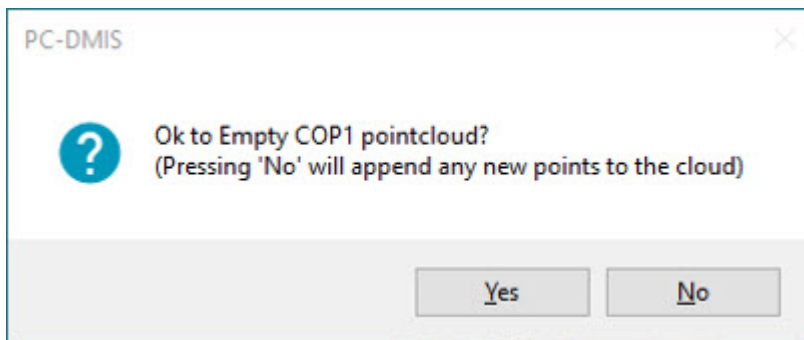 PC-DMIS
?
Ok to Empty COP1 pointcloud?
(Pressing 'No' will append any new points to the cloud)
Yes
No